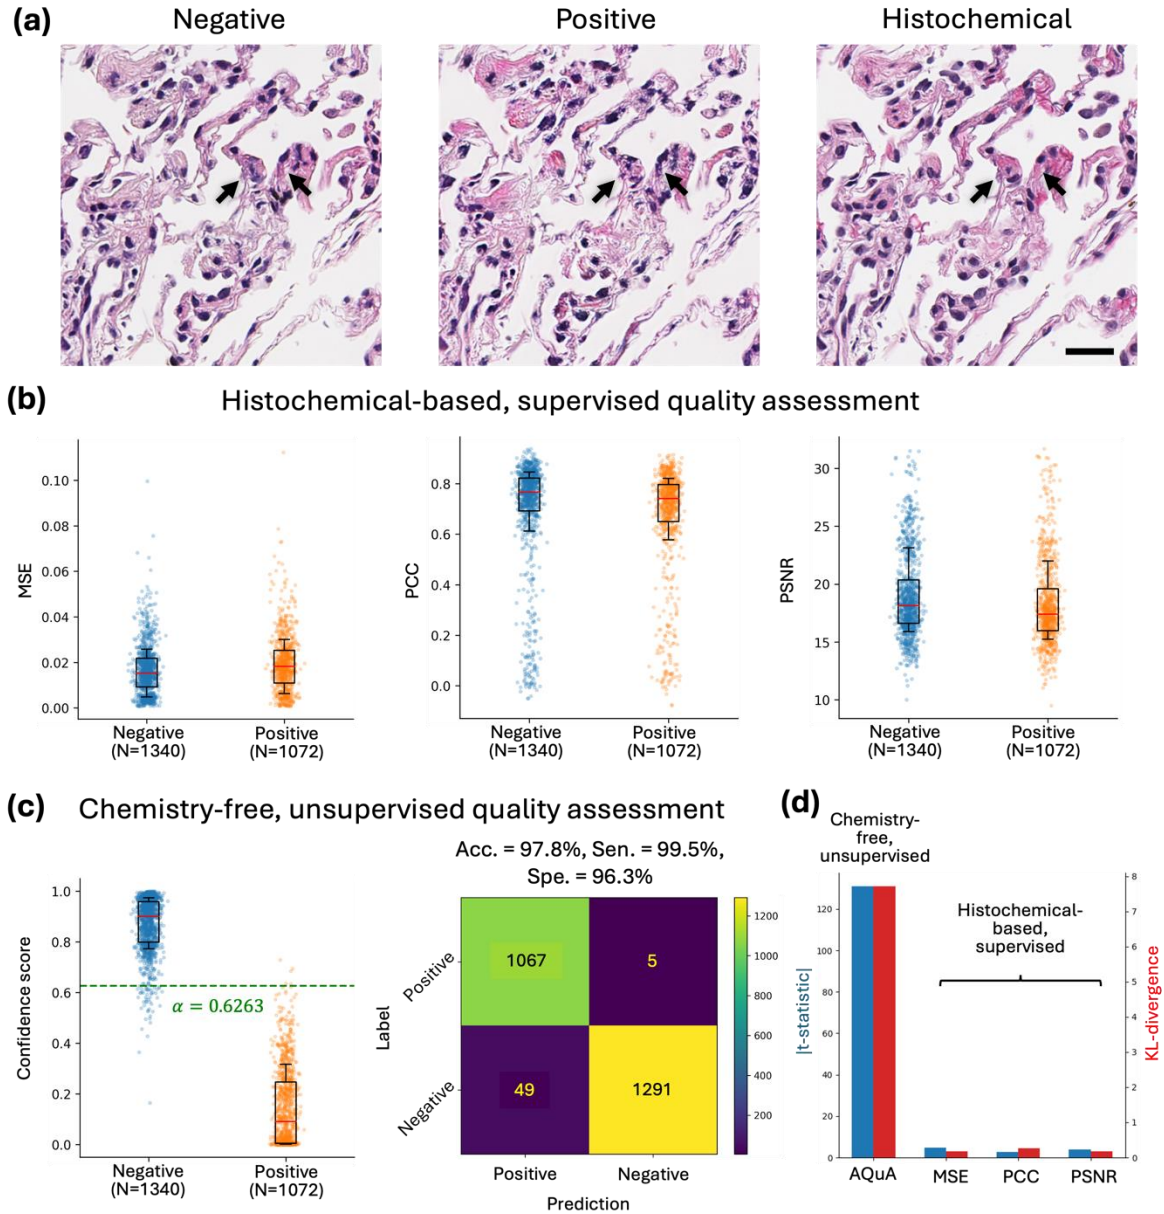 (a)
Negative
Positive
Histochemical
(b)
Histochemical-based, supervised quality assessment
MSE
0.10
0.08
0.06
0.04
0.02
0.00
Negative
(N=1340)
Positive
(N=1072)
PCC
0.8
0.6
0.4
0.2
0.0
Negative
(N=1340)
Positive
(N=1072)
PSNR
30
25
20
15
10
Negative
(N=1340)
Positive
(N=1072)
(c)
Chemistry-free, unsupervised quality assessment
Confidence score
1.0
0.8
0.6
0.4
0.2
0.0
α = 0.6263
Negative
(N=1340)
Positive
(N=1072)
Acc. = 97.8%, Sen. = 99.5%,
Spe. = 96.3%
Label
Positive
Negative
1067
5
49
1291
Positive
Negative
Prediction
1200
1000
800
600
400
200
(d)
Chemistry-
free,
unsupervised
Histochemical-
based,
supervised
|t-statistic|
120
100
80
60
40
20
0
KL-divergence
8
7
6
5
4
3
2
1
0
AQuA
MSE
PCC
PSNR